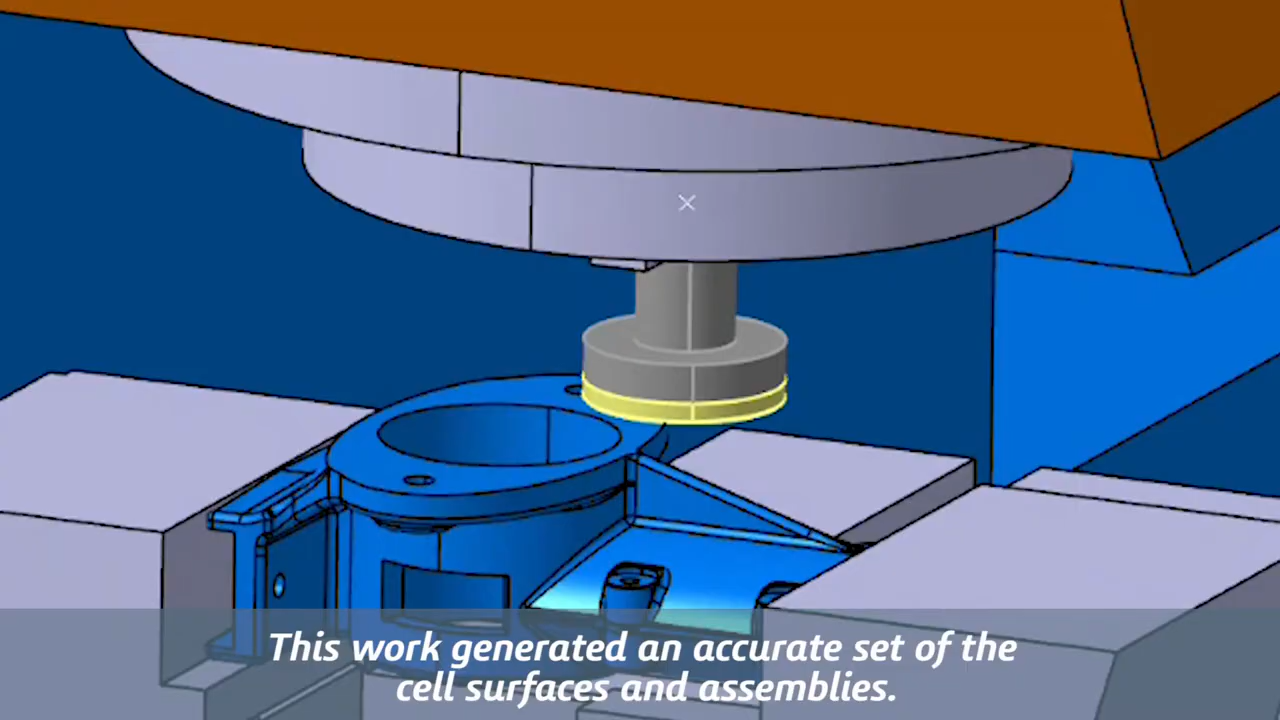 This work generated an accurate set of the
cell surfaces and assemblies.